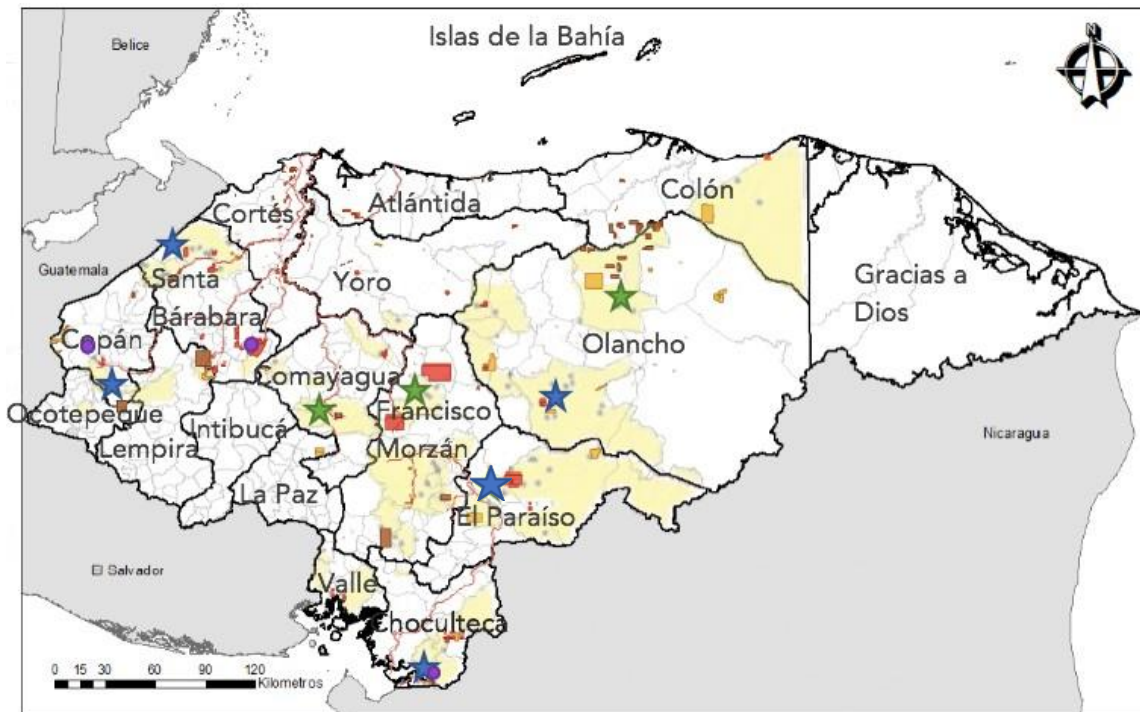 Islas de la Bahía
Belice
N
Colón
Atlántida
Cortés
Guatemala
Santa
Bárabara
Yoro
Gracias a
Dios
Copán
Olancho
Comayagua
Ocotepeque
Francisco
Morzán
Intibucá
Lempira
Nicaragua
La Paz
El Paraíso
El Salvador
Valle
Choculteca
0 15 30 60 90 120
Kilometros